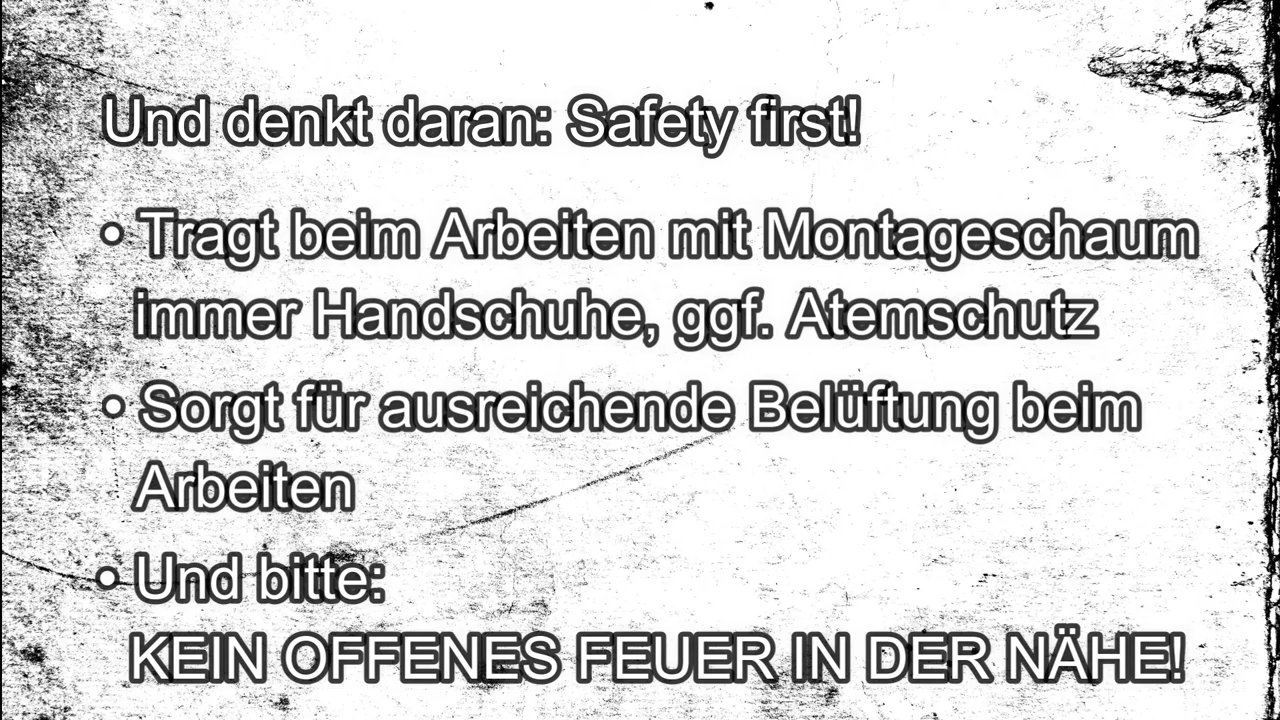 Und denkt daran: Safety first!
• Tragt beim Arbeiten mit Montageschaum
immer Handschuhe, ggf. Atemschutz
• Sorgt für ausreichende Belüftung beim
Arbeiten
• Und bitte:
KEIN OFFENES FEUER IN DER NÄHE!